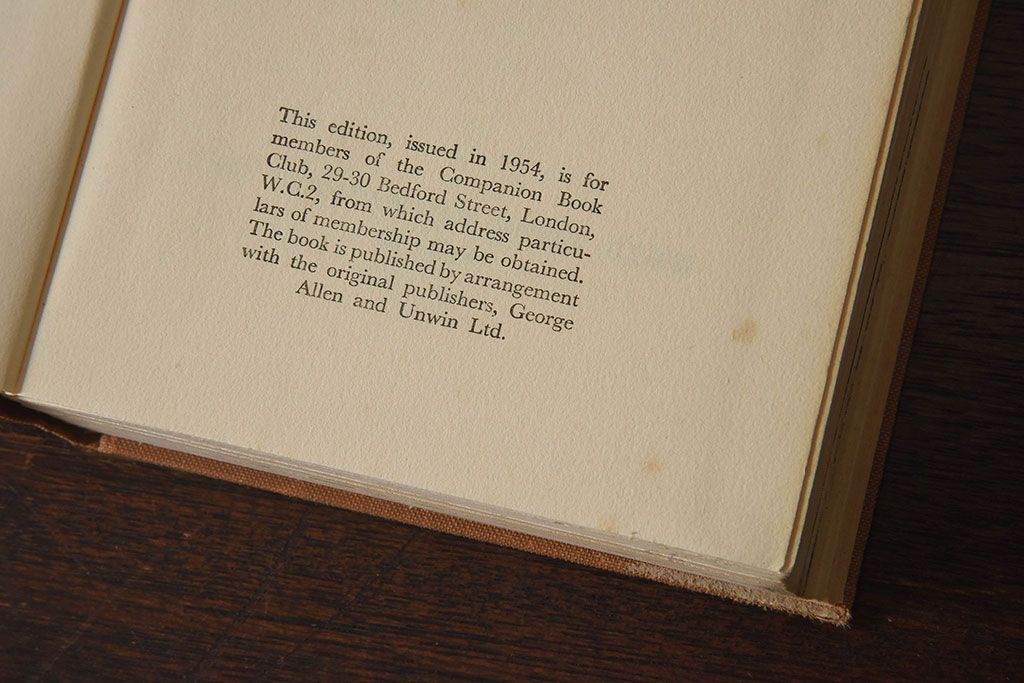 This edition, issued in 1954, is for
members of the Companion Book
Club, 29-30 Bedford Street, London,
W.C.2, from which address particu-
lars of membership may be obtained.
The book is published by arrangement
with the original publishers, George
Allen and Unwin Ltd.